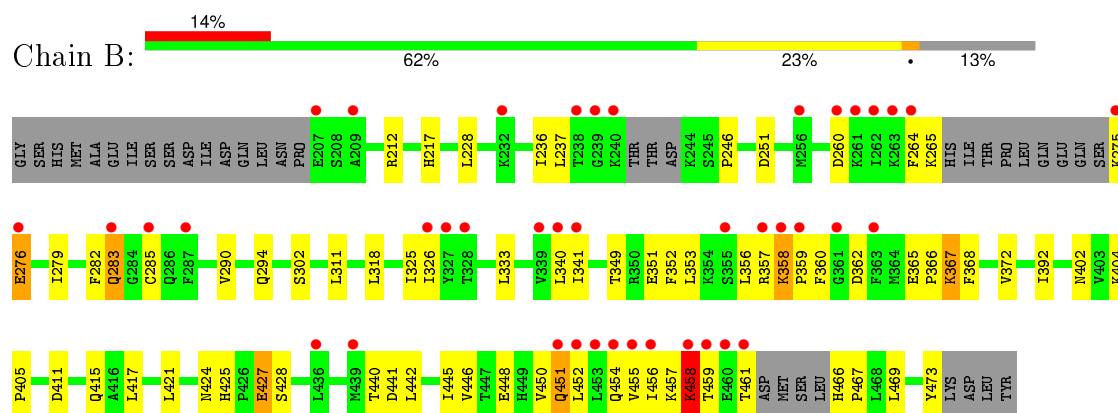 14%
Chain B:
62% 23% • 13%
GLY SER HIS MET ALA GLU ILE SER SER ASP ILE ASP GLN LEU ASN PRO E207 S208 A209 R212 H217 L228 K232 I236 L237 T238 G239 K240 THR THR ASP K244 S245 P246 D251 M256 D260 K261 I262 K263 F264 K265 HIS ILE THR PRO LEU GLN GLU GLN SER K275
E276 I279 F282 Q283 G284 C285 Q286 F287 V290 Q294 S302 L311 L318 I325 I326 Y327 T328 L333 V339 L340 I341 T349 R350 E351 F352 L353 K354 S355 L356 R357 K358 P359 F360 G361 D362 F363 M364 E365 P366 K367 F368 V372 I392 N402 V403 K404
P405 D411 Q415 A416 L417 L421 N424 H425 P426 E427 S428 L436 M439 T440 D441 L442 I445 V446 T447 E448 H449 V450 Q451 L452 L453 Q454 V455 I456 K457 K458 T459 E460 T461 ASP MET SER LEU H466 P467 L468 L469 Y473 LYS ASP LEU TYR